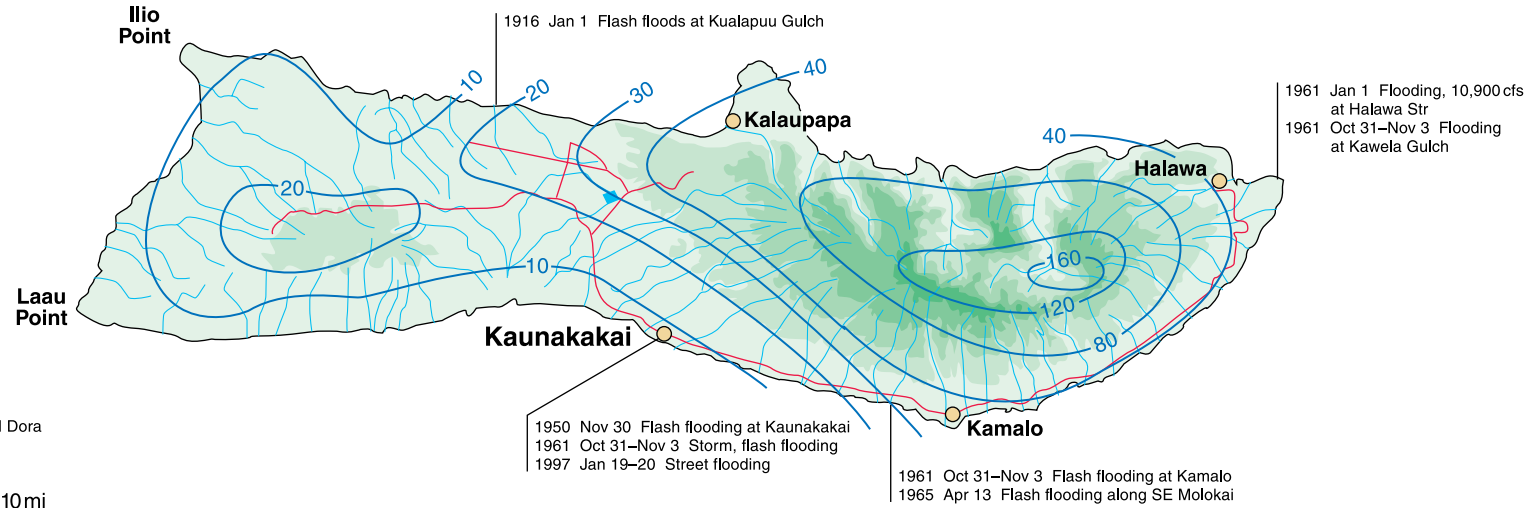 Ilio
Point
1916 Jan 1 Flash floods at Kualapuu Gulch
10
20
30
40
Kalaupapa
1961 Jan 1 Flooding, 10,900 cfs
at Halawa Str
1961 Oct 31–Nov 3 Flooding
at Kawela Gulch
40
Halawa
20
10
160
120
80
Laau
Point
Kaunakakai
Kamalo
l Dora
1950 Nov 30 Flash flooding at Kaunakakai
1961 Oct 31–Nov 3 Storm, flash flooding
1997 Jan 19–20 Street flooding
1961 Oct 31–Nov 3 Flash flooding at Kamalo
1965 Apr 13 Flash flooding along SE Molokai
10 mi